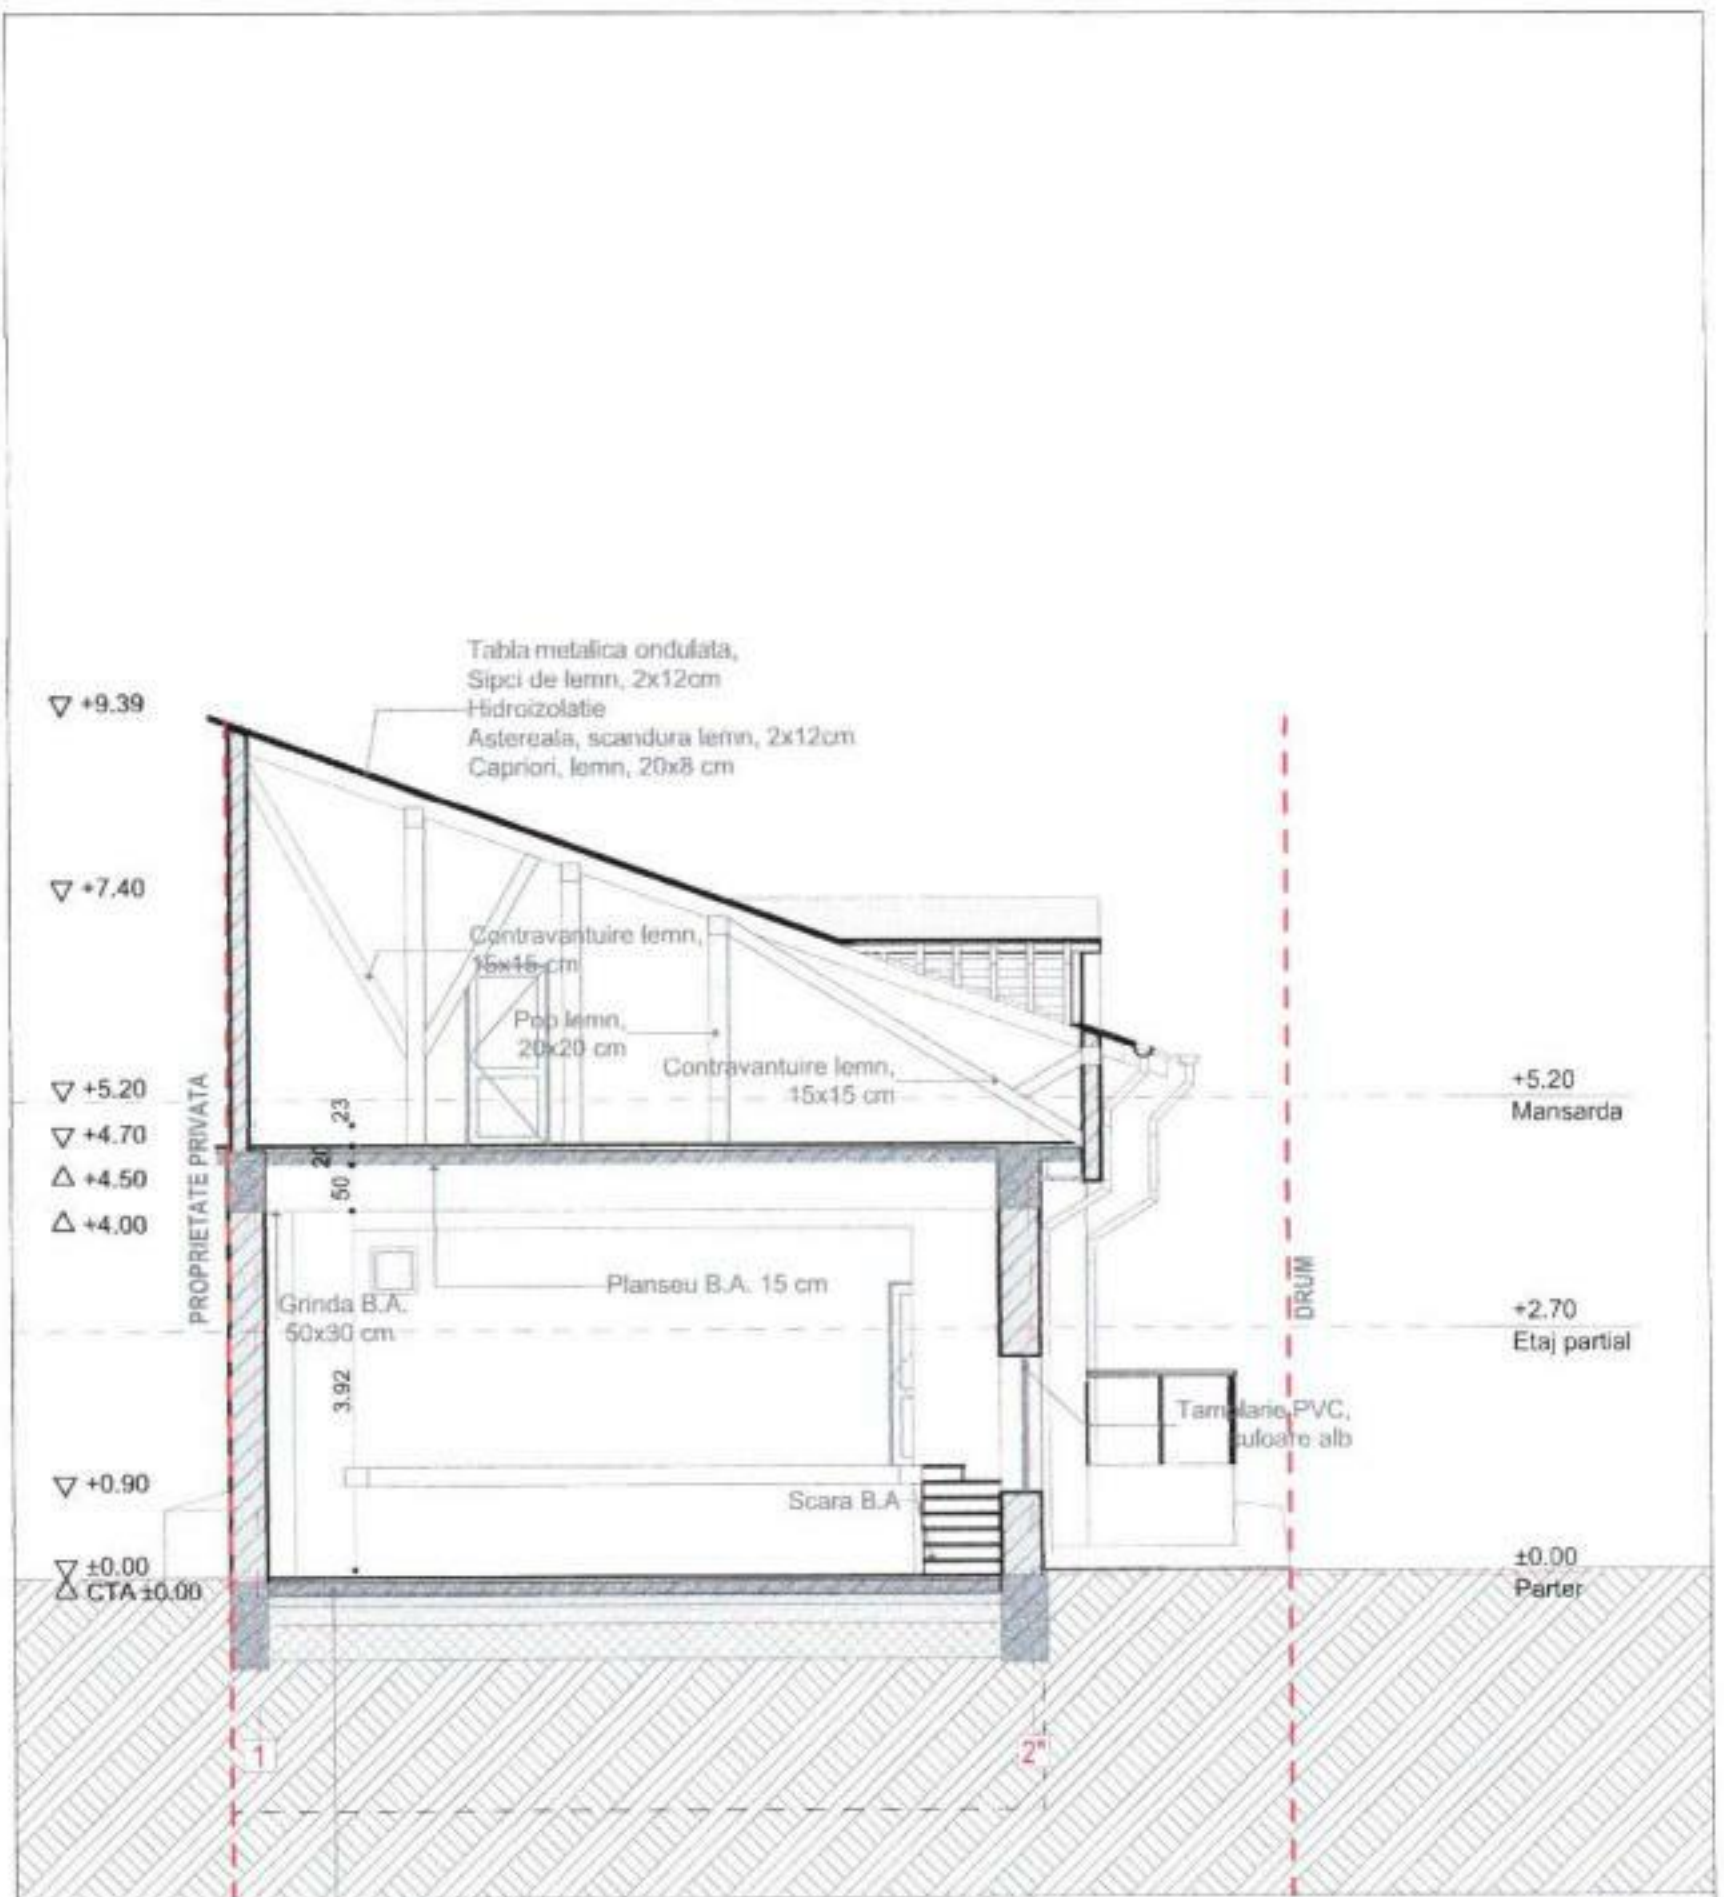 Tabla metalica ondulata,
Sipci de lemn, 2x12cm
Hidroizolatie
Astereala, scandura lemn, 2x12cm
Capriori, lemn, 20x8 cm
+9.39
+7.40
Contravantuire lemn,
15x15 cm
Pop lemn,
20x20 cm
Contravantuire lemn,
15x15 cm
+5.20
+4.70
+4.50
+4.00
PROPRIETATE PRIVATA
23
20
50
+5.20
Mansarda
Planseu B.A. 15 cm
Grinda B.A.
50x30 cm
3.92
DRUM
+2.70
Etaj partial
Tamplarie PVC,
culoare alb
+0.90
Scara B.A
±0.00
CTA ±0.00
±0.00
Parter
1
2"